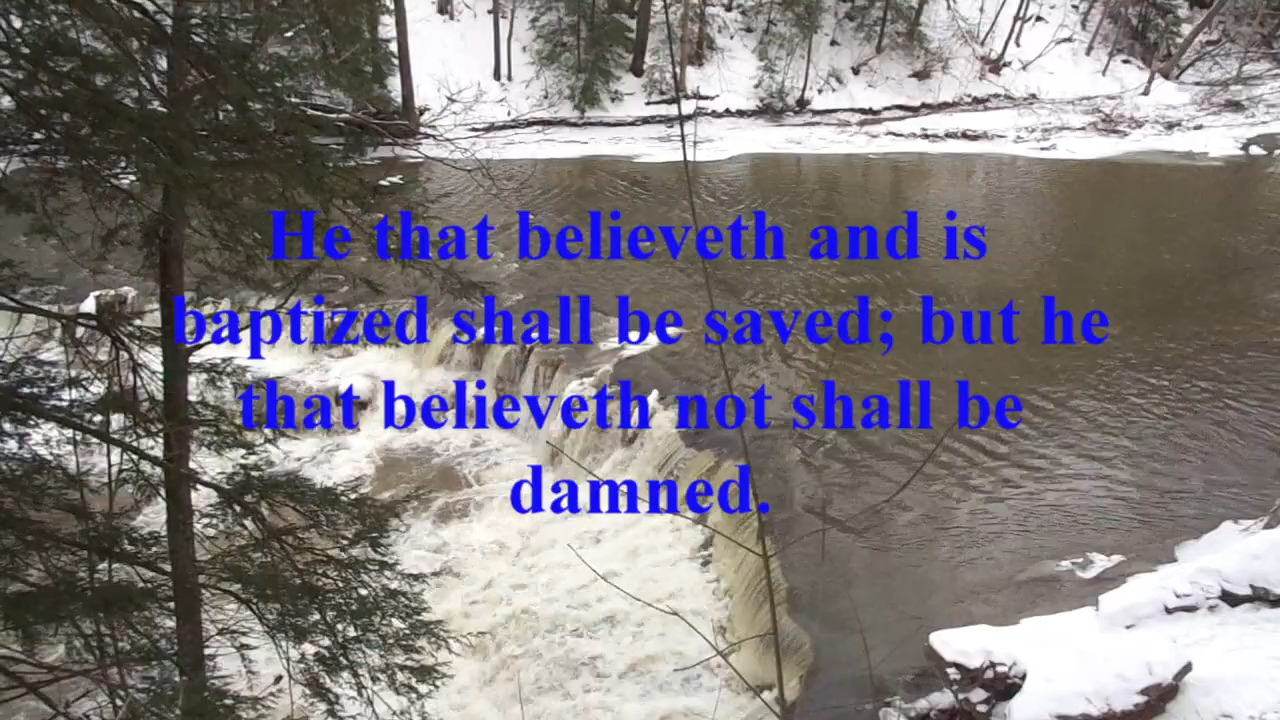 He that believeth and is
baptized shall be saved; but he
that believeth not shall be
damned.